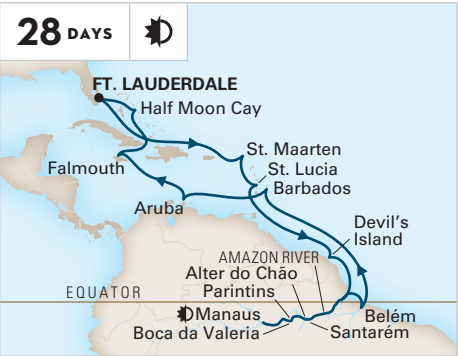 28 DAYS
FT. LAUDERDALE
Half Moon Cay
St. Maarten
St. Lucia
Falmouth
Barbados
Aruba
Devil's
Island
AMAZON RIVER
Alter do Chão
EQUATOR
Parintins
Manaus
Belém
Boca da Valeria
Santarém